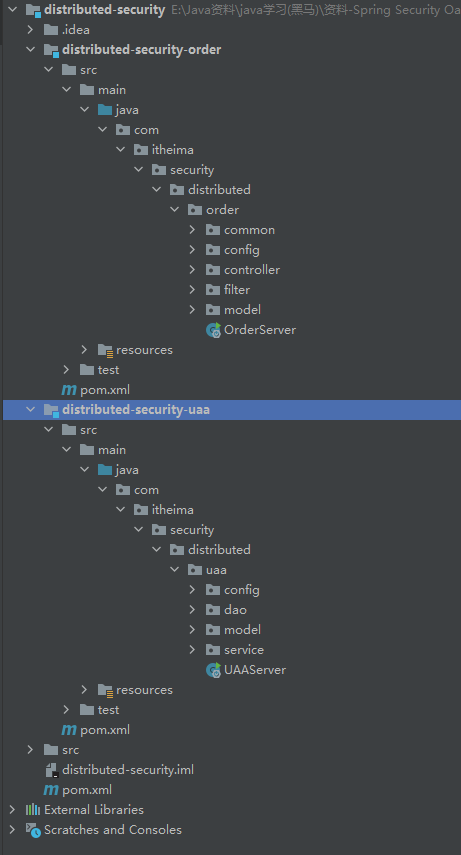 distributed-security E:\Java资料\java学习(黑马)\资料-Spring Security Oa
.idea
distributed-security-order
src
main
java
com
itheima
security
distributed
order
common
config
controller
filter
model
OrderServer
resources
test
pom.xml
distributed-security-uaa
src
main
java
com
itheima
security
distributed
uaa
config
dao
model
service
UAAServer
resources
test
pom.xml
src
distributed-security.iml
pom.xml
External Libraries
Scratches and Consoles